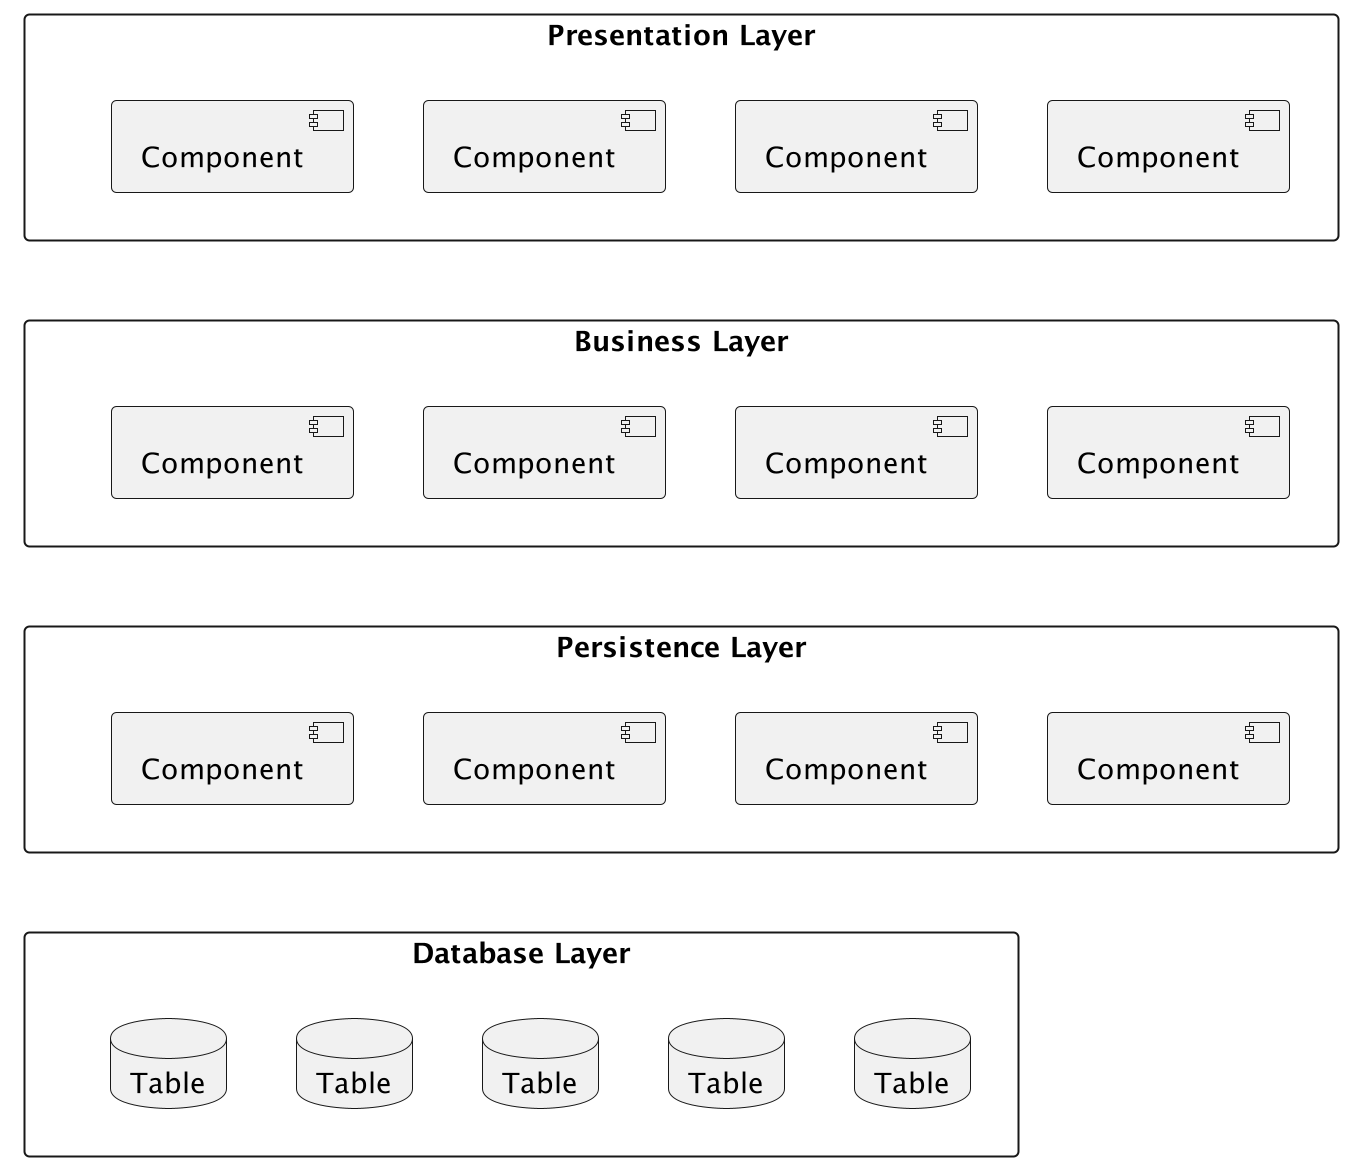 Presentation Layer
Component Component Component Component
Business Layer
Component Component Component Component
Persistence Layer
Component Component Component Component
Database Layer
Table Table Table Table Table